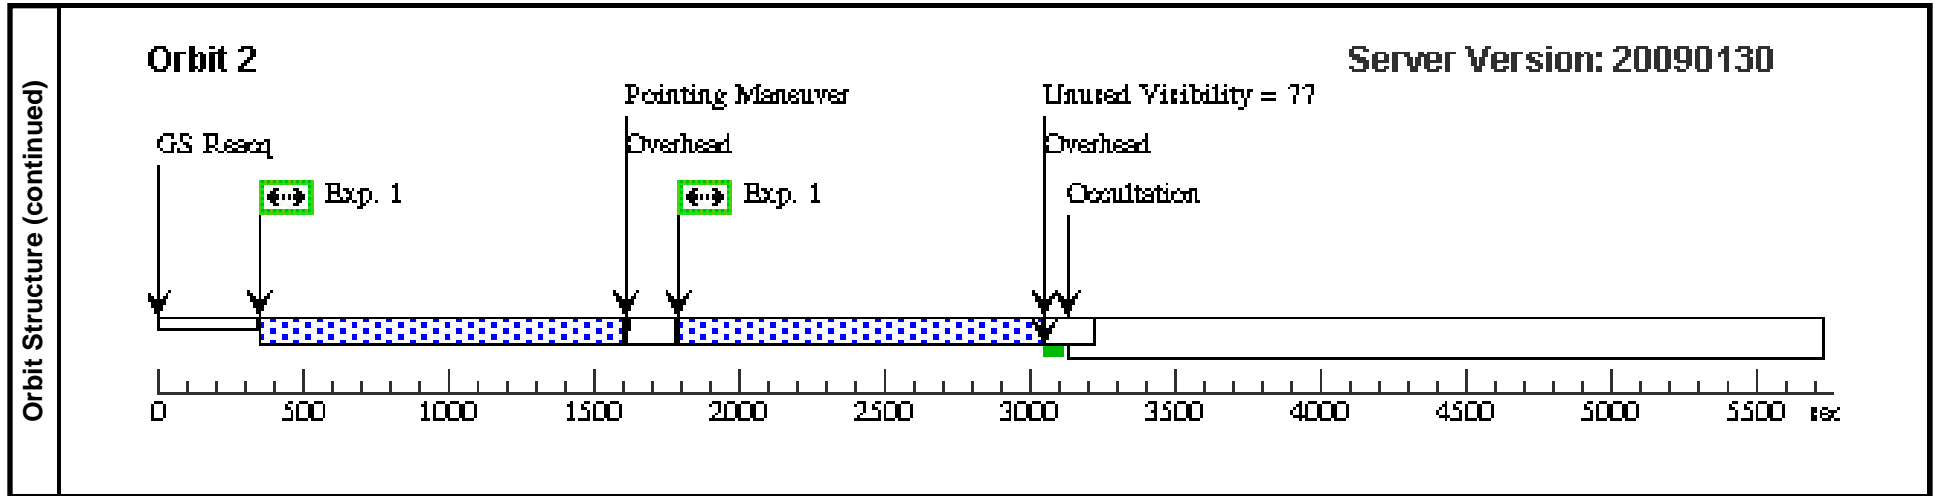 Orbit Structure (continued)
Orbit 2
Server Version: 20090130
Pointing Maneuver
Unused Visibility = 77
GS Reacq
Overhead
Overhead
Exp. 1
Exp. 1
Occultation
0 500 1000 1500 2000 2500 3000 3500 4000 4500 5000 5500 sec